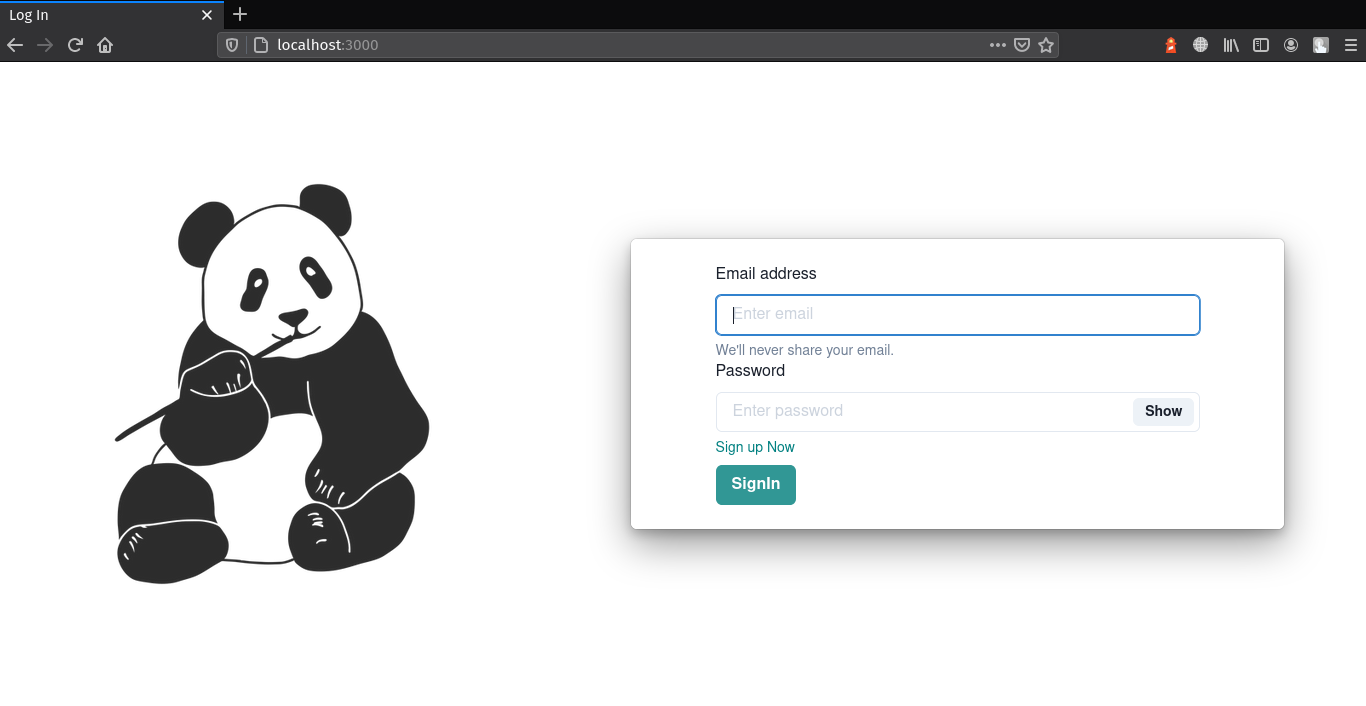 Log In
localhost:3000
Email address
Enter email
We'll never share your email.
Password
Enter password
Show
Sign up Now
SignIn